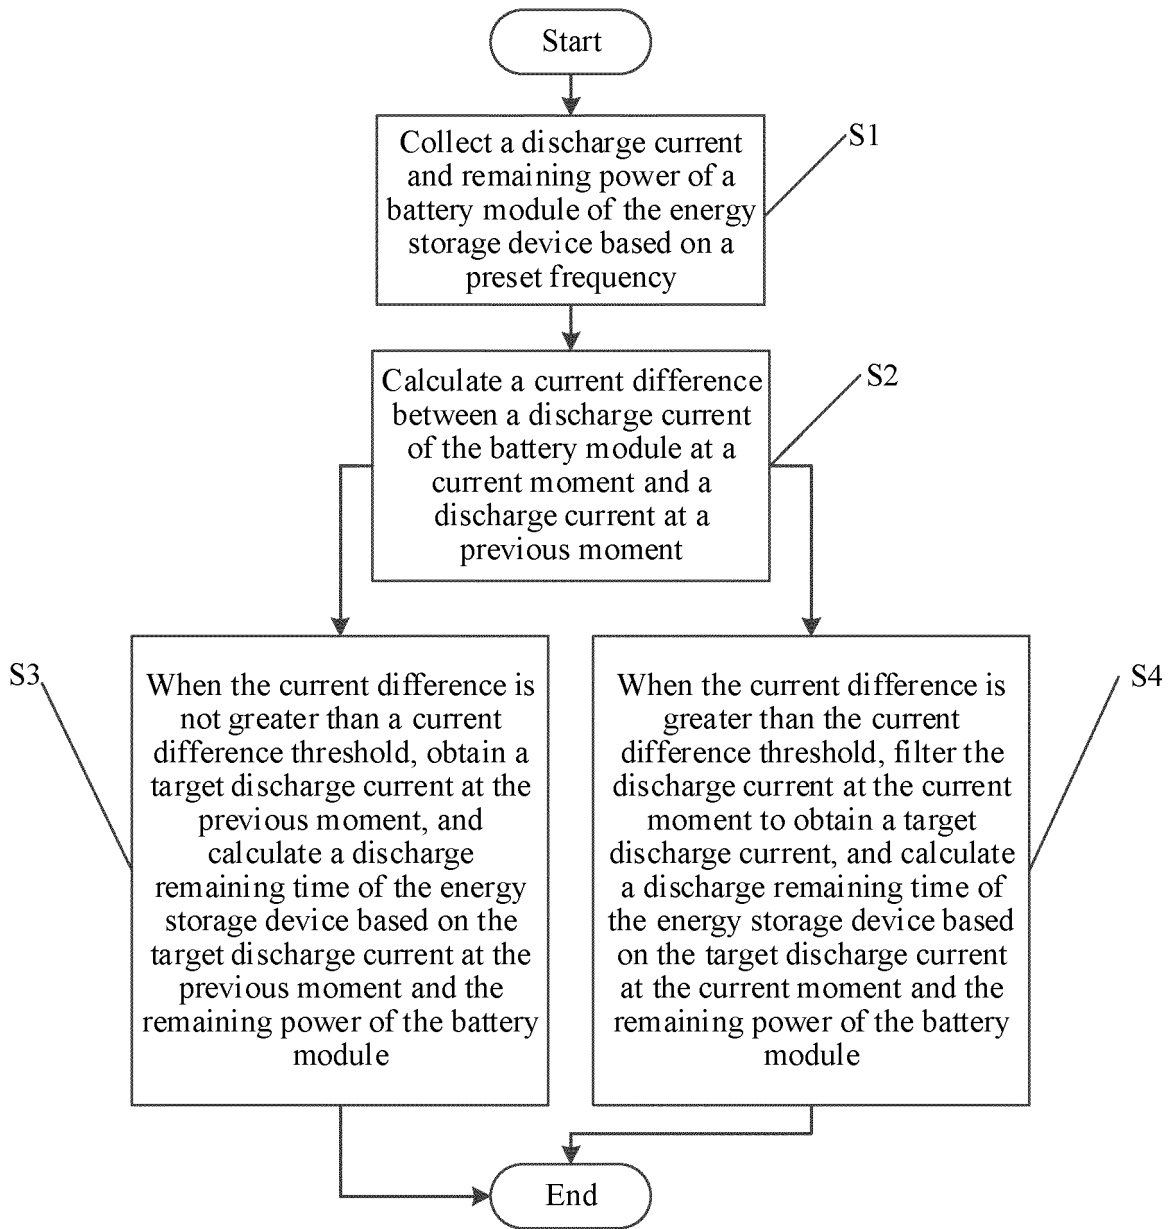 Start
Collect a discharge current
and remaining power of a
battery module of the energy
storage device based on a
preset frequency
S1
Calculate a current difference
between a discharge current
of the battery module at a
current moment and a
discharge current at a
previous moment
S2
S3
When the current difference is
not greater than a current
difference threshold, obtain a
target discharge current at the
previous moment, and
calculate a discharge
remaining time of the energy
storage device based on the
target discharge current at the
previous moment and the
remaining power of the battery
module
When the current difference is
greater than the current
difference threshold, filter the
discharge current at the current
moment to obtain a target
discharge current, and calculate
a discharge remaining time of
the energy storage device based
on the target discharge current
at the current moment and the
remaining power of the battery
module
S4
End